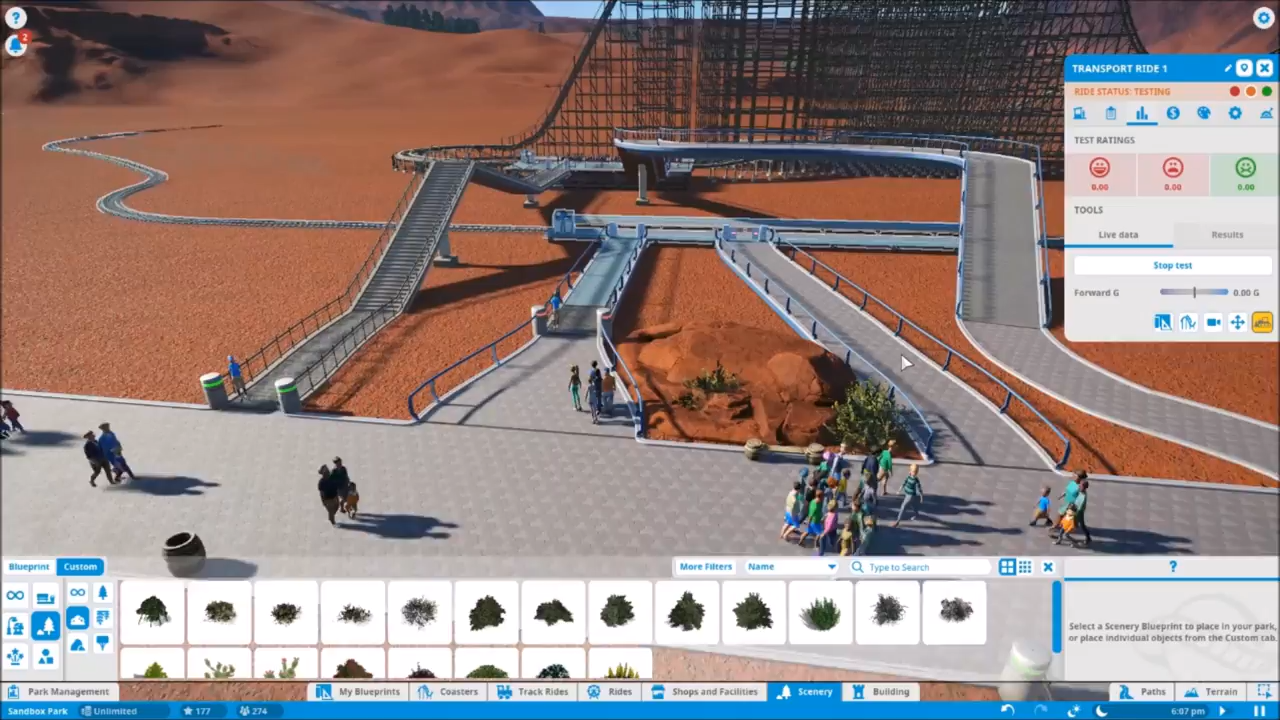 ?
2
TRANSPORT RIDE 1
RIDE STATUS: TESTING
TEST RATINGS
0.00 0.00 0.00
TOOLS
Live data Results
Stop test
Forward G 0.00 G
Blueprint Custom More Filters Name Type to Search ?
Select a Scenery Blueprint to place in your park,
or place individual objects from the Custom tab.
Park Management My Blueprints Coasters Track Rides Rides Shops and Facilities Scenery Building Paths Terrain
Sandbox Park Unlimited 177 274 6:07 pm